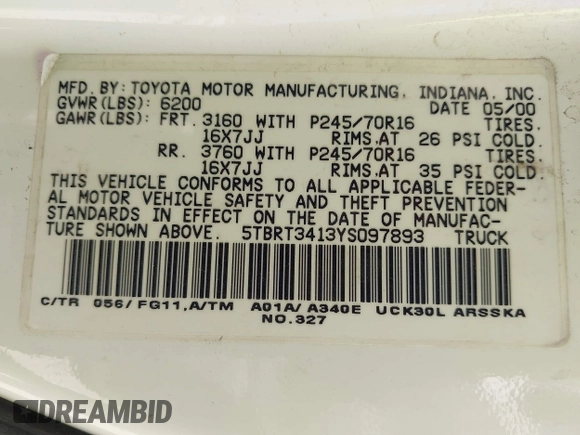 MFD. BY: TOYOTA MOTOR MANUFACTURING, INDIANA, INC.
GVWR(LBS): 6200 DATE 05/00
GAWR(LBS): FRT. 3160 WITH P245/70R16 TIRES.
16X7JJ RIMS.AT 26 PSI COLD.
RR. 3760 WITH P245/70R16 TIRES.
16X7JJ RIMS.AT 35 PSI COLD.
THIS VEHICLE CONFORMS TO ALL APPLICABLE FEDER-
AL MOTOR VEHICLE SAFETY AND THEFT PREVENTION
STANDARDS IN EFFECT ON THE DATE OF MANUFAC-
TURE SHOWN ABOVE. 5TBRT3413YS097893 TRUCK
C/TR 056/FG11,A/TM A01A/A340E UCK30L ARSSKA
NO.327
DREAMBID